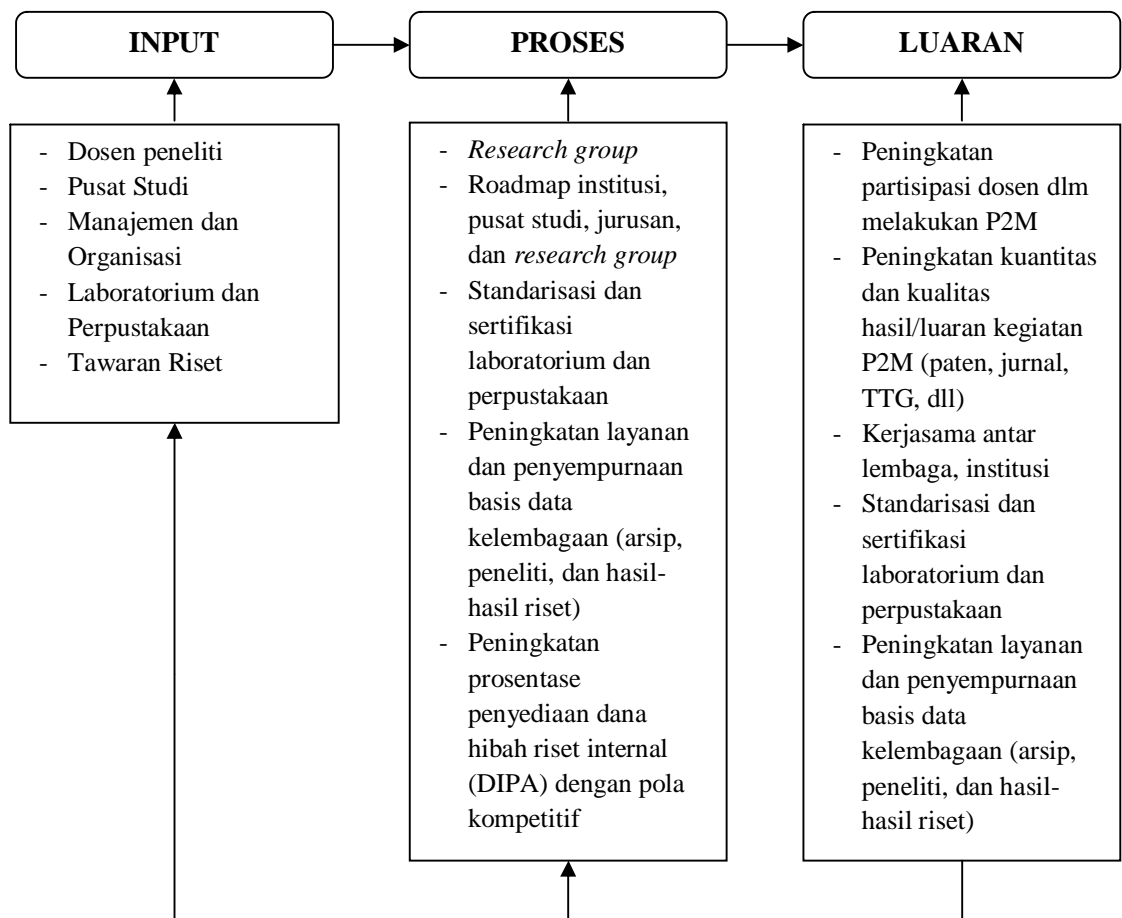 INPUT
PROSES
LUARAN
- Dosen peneliti
- Pusat Studi
- Manajemen dan
Organisasi
- Laboratorium dan
Perpustakaan
- Tawaran Riset
- Research group
- Roadmap institusi,
pusat studi, jurusan,
dan research group
- Standarisasi dan
sertifikasi
laboratorium dan
perpustakaan
- Peningkatan layanan
dan penyempurnaan
basis data
kelembagaan (arsip,
peneliti, dan hasil-
hasil riset)
- Peningkatan
prosentase
penyediaan dana
hibah riset internal
(DIPA) dengan pola
kompetitif
- Peningkatan
partisipasi dosen dlm
melakukan P2M
- Peningkatan kuantitas
dan kualitas
hasil/luaran kegiatan
P2M (paten, jurnal,
TTG, dll)
- Kerjasama antar
lembaga, institusi
- Standarisasi dan
sertifikasi
laboratorium dan
perpustakaan
- Peningkatan layanan
dan penyempurnaan
basis data
kelembagaan (arsip,
peneliti, dan hasil-
hasil riset)